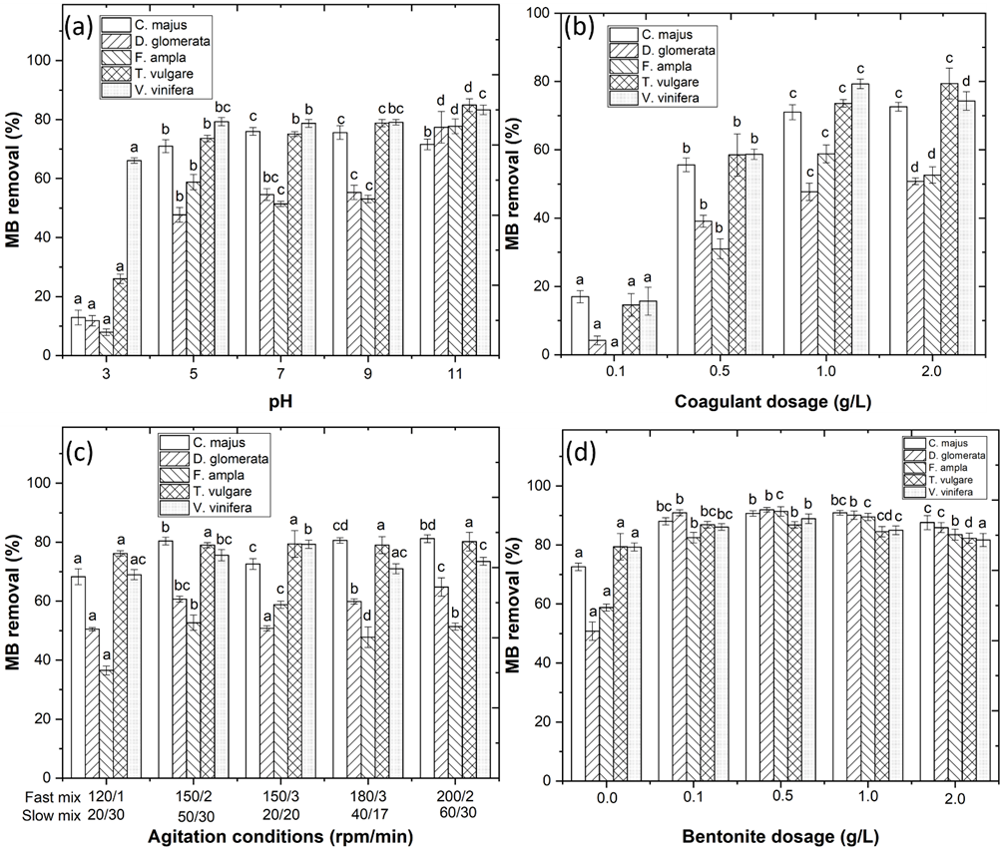 (a)
C. majus
D. glomerata
F. ampla
T. vulgare
V. vinifera
MB removal (%)
100
80
60
40
20
0
a a a a a
b b b b bc
c bc c b c
c c c c bc
b d d d c
3 5 7 9 11
pH
(b)
C. majus
D. glomerata
F. ampla
T. vulgare
V. vinifera
MB removal (%)
100
80
60
40
20
0
a a a a a
b b b b b
c c c c c
c d d c d
0.1 0.5 1.0 2.0
Coagulant dosage (g/L)
(c)
C. majus
D. glomerata
F. ampla
T. vulgare
V. vinifera
MB removal (%)
100
80
60
40
20
0
a a a a ac
b b b a bc
c a c a b
cd b d a ac
bd c b a c
Fast mix 120/1 150/2 150/3 180/3 200/2
Slow mix 20/30 50/30 20/20 40/17 60/30
Agitation conditions (rpm/min)
(d)
C. majus
D. glomerata
F. ampla
T. vulgare
V. vinifera
MB removal (%)
100
80
60
40
20
0
a a a a a
bc b b bc bc
b b c b b
bc bc c cd c
c c b d a
0.0 0.1 0.5 1.0 2.0
Bentonite dosage (g/L)